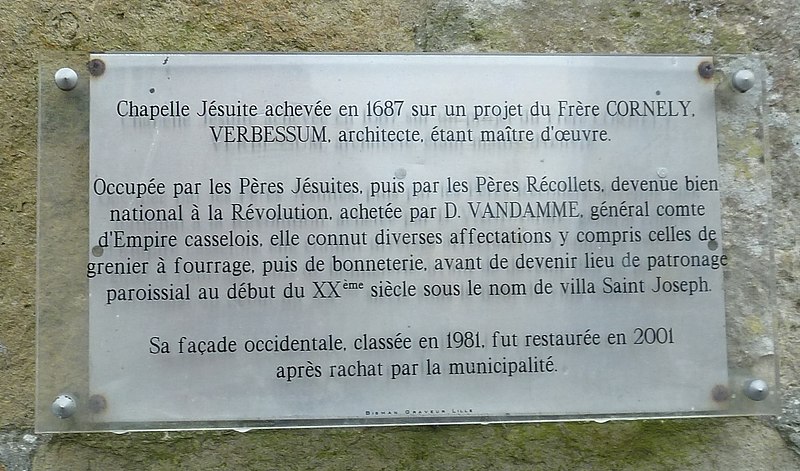 Chapelle Jésuite achevée en 1687 sur un projet du Frère CORNELY,
VERBESSUM, architecte, étant maître d'œuvre.
Occupée par les Pères Jésuites, puis par les Pères Récollets, devenue bien
national à la Révolution, achetée par D. VANDAMME, général comte
d'Empire casselois, elle connut diverses affectations y compris celles de
grenier à fourrage, puis de bonneterie, avant de devenir lieu de patronage
paroissial au début du XXème siècle sous le nom de villa Saint Joseph.
Sa façade occidentale, classée en 1981, fut restaurée en 2001
après rachat par la municipalité.
BISMAN GRAVEUR LILLE